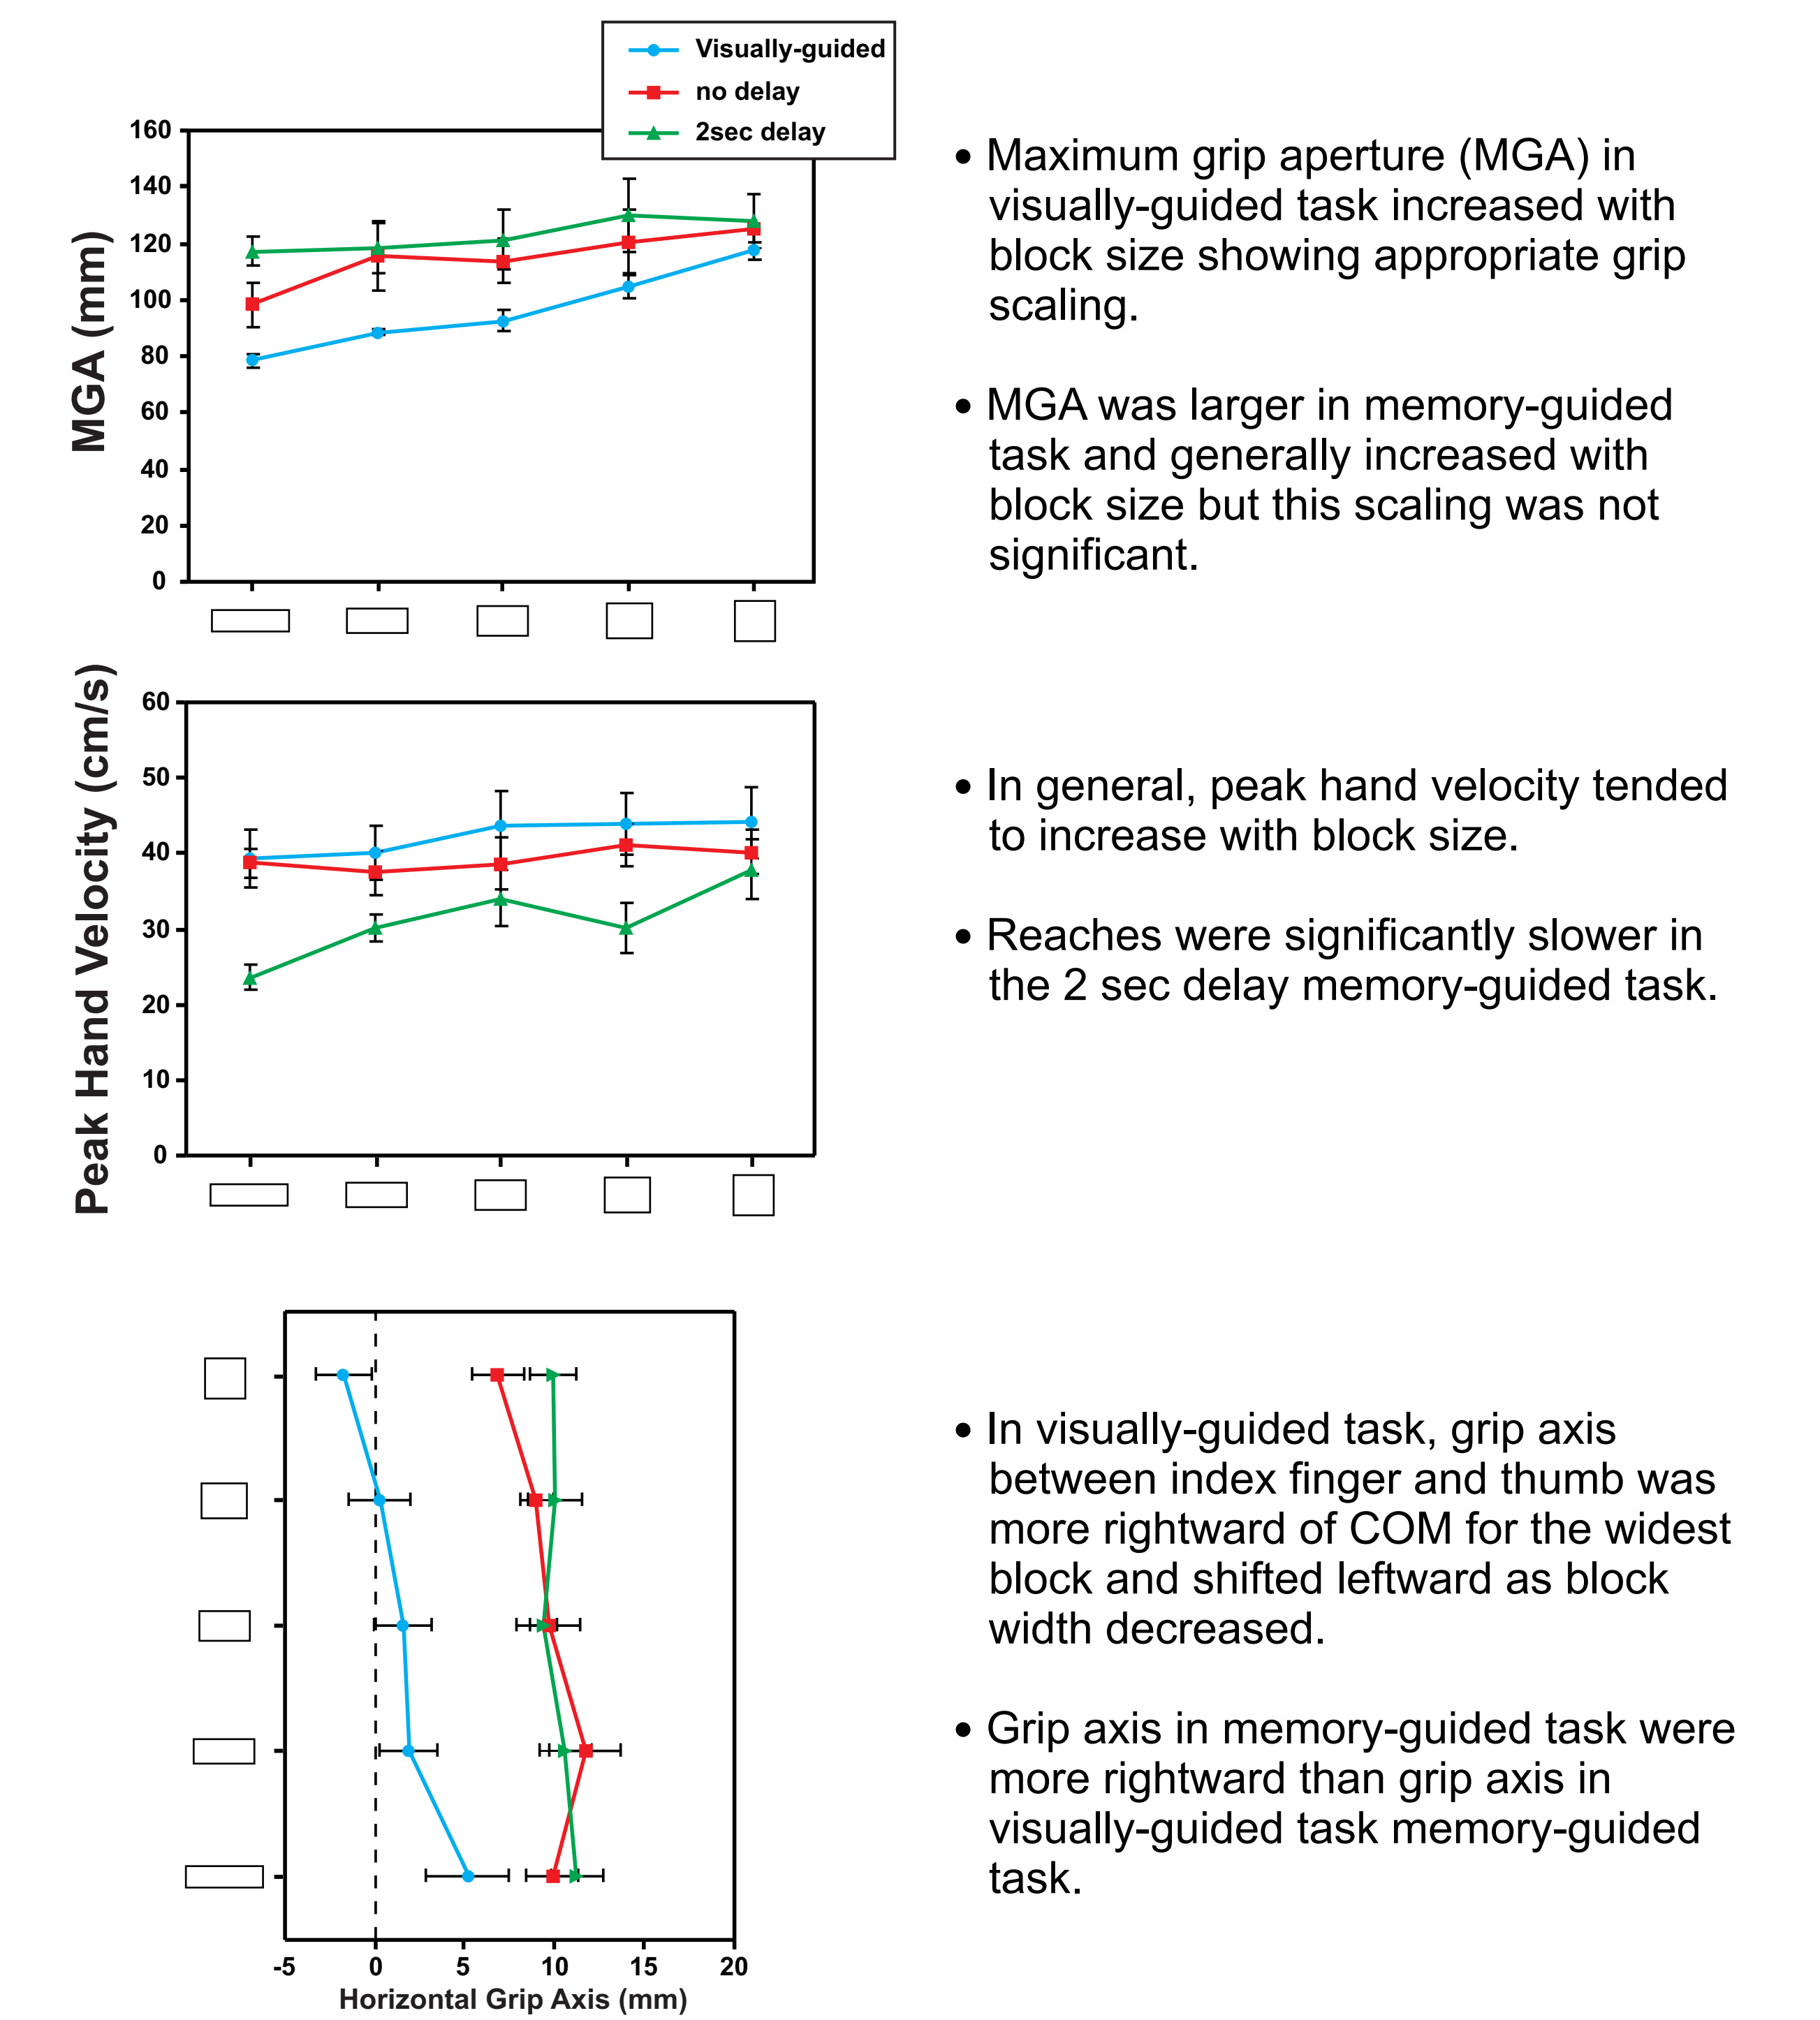 Visually-guided
no delay
2sec delay
160
140
120
100
80
60
40
20
0
MGA (mm)
• Maximum grip aperture (MGA) in
visually-guided task increased with
block size showing appropriate grip
scaling.
• MGA was larger in memory-guided
task and generally increased with
block size but this scaling was not
significant.
60
50
40
30
20
10
0
Peak Hand Velocity (cm/s)
• In general, peak hand velocity tended
to increase with block size.
• Reaches were significantly slower in
the 2 sec delay memory-guided task.
-5 0 5 10 15 20
Horizontal Grip Axis (mm)
• In visually-guided task, grip axis
between index finger and thumb was
more rightward of COM for the widest
block and shifted leftward as block
width decreased.
• Grip axis in memory-guided task were
more rightward than grip axis in
visually-guided task memory-guided
task.